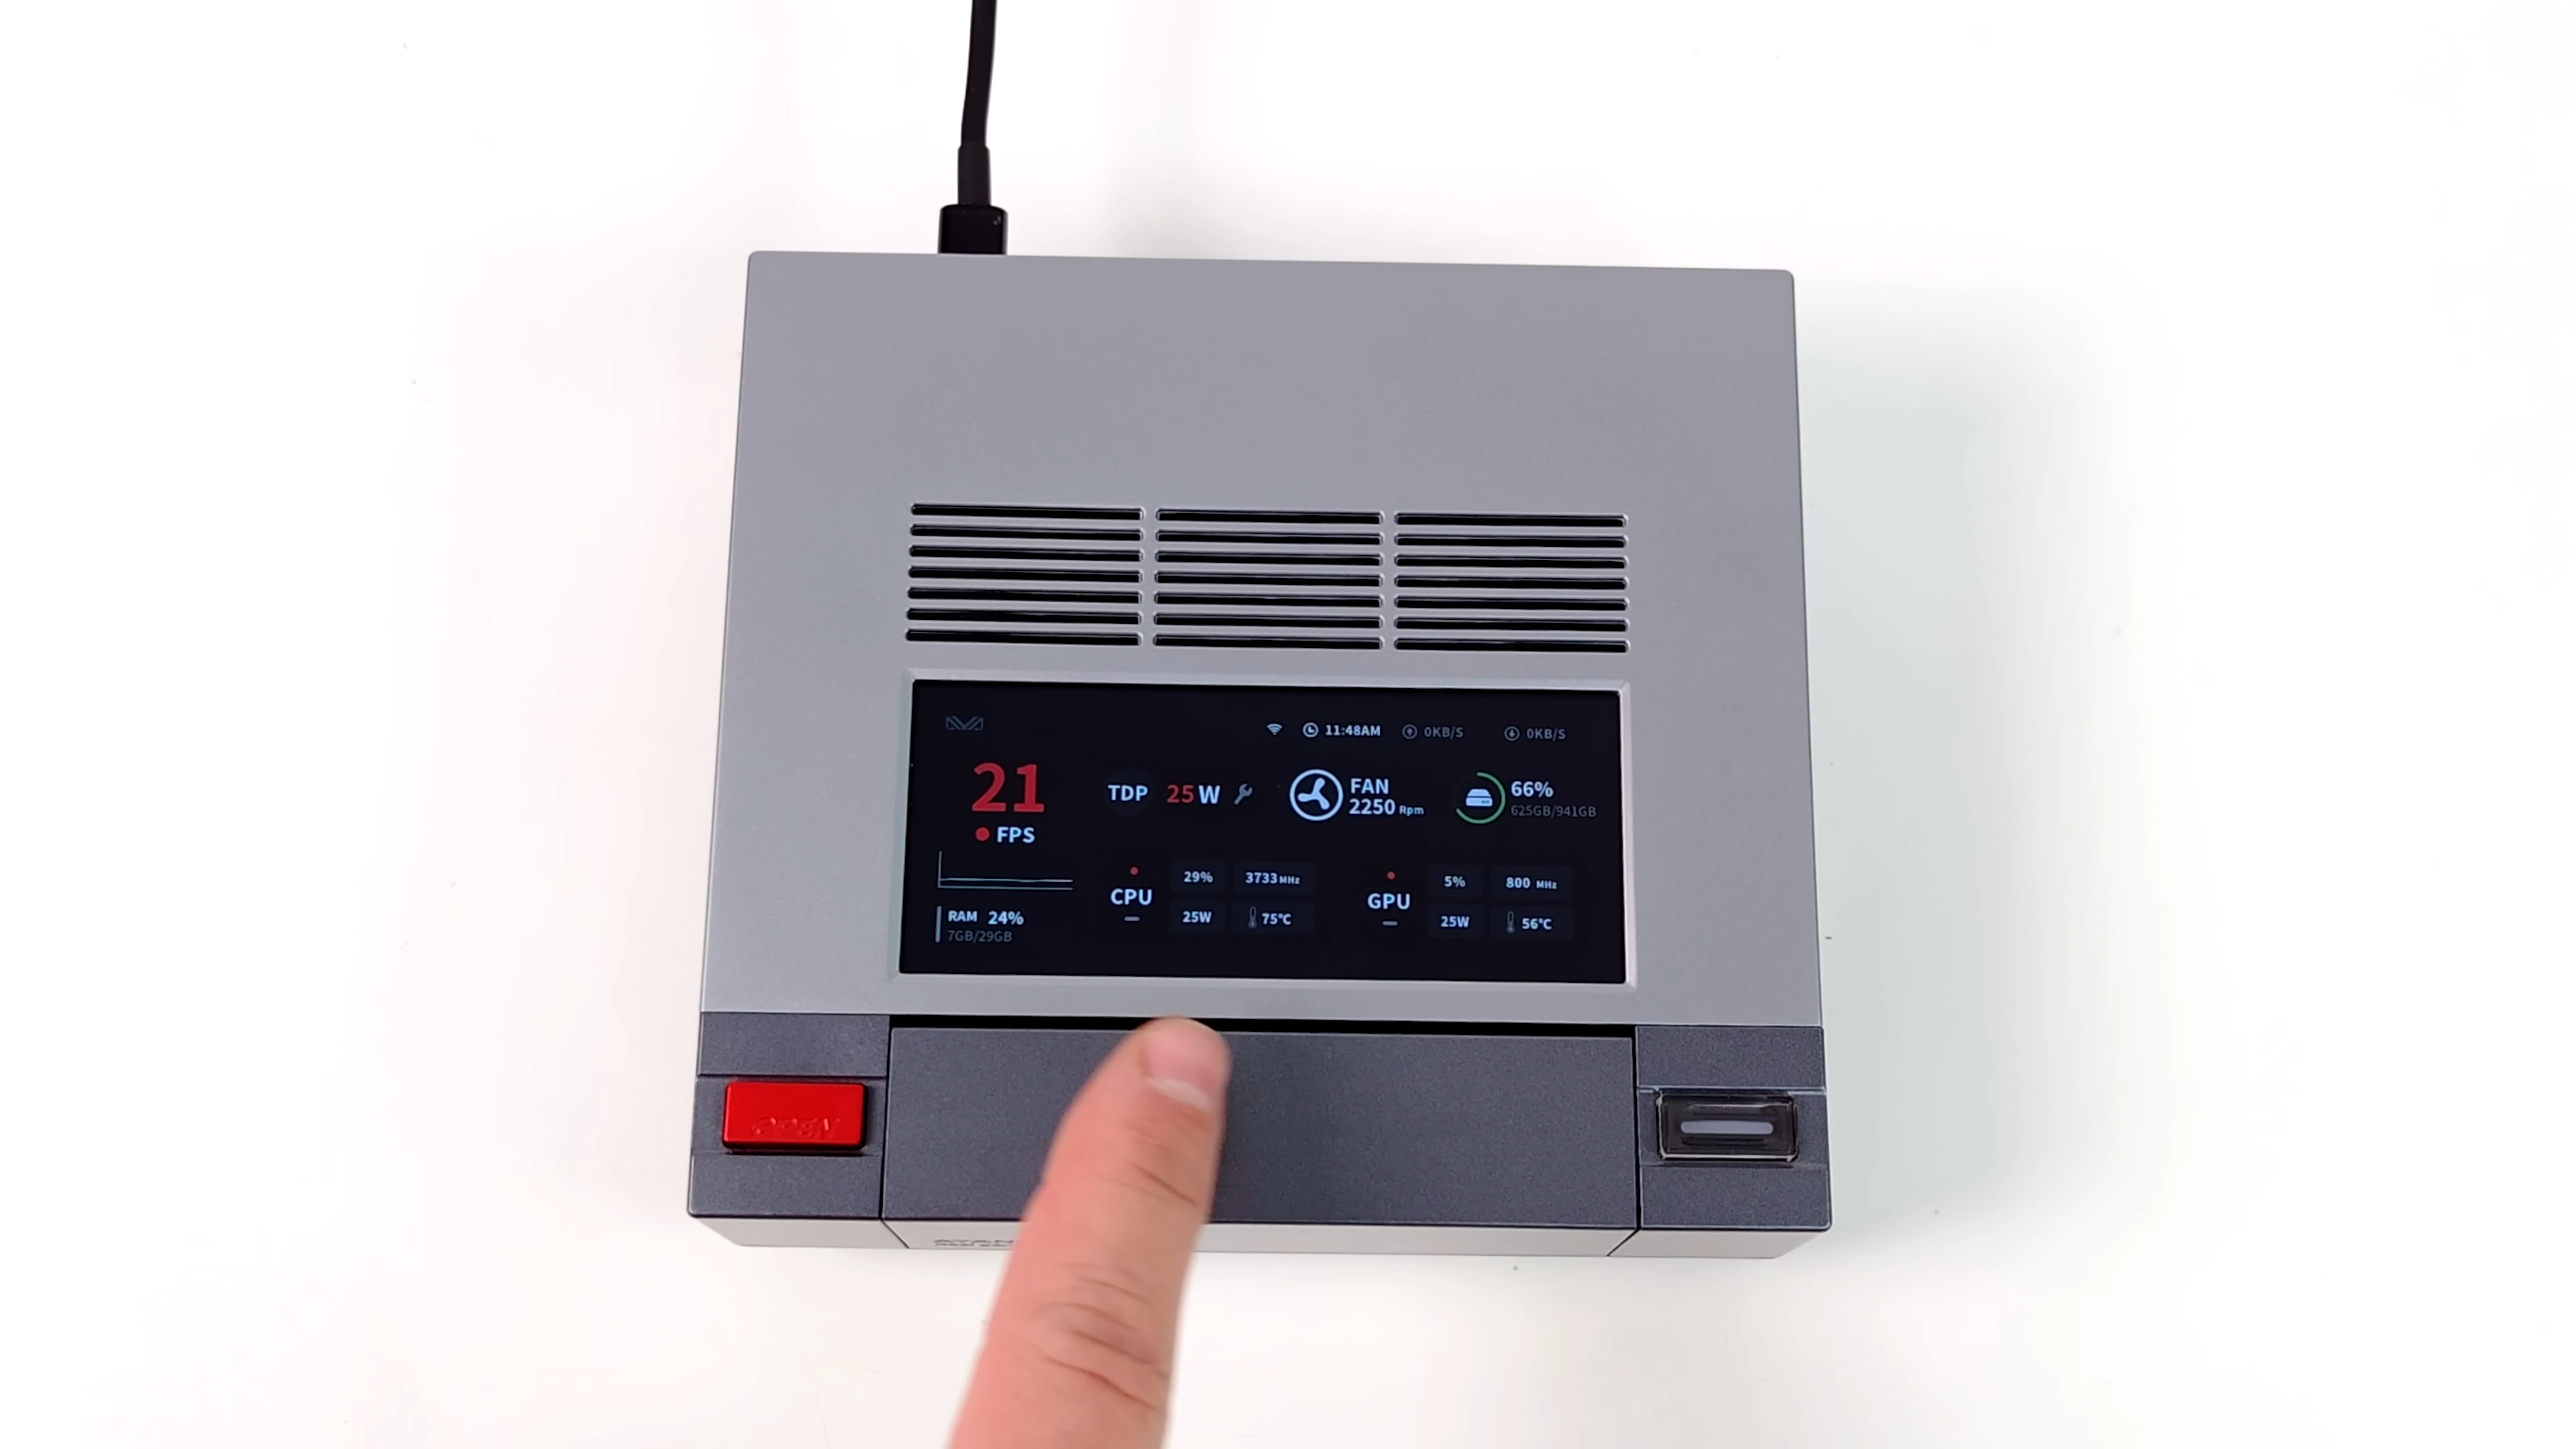 11:48AM 0KB/S 0KB/S
21
FPS
TDP 25W
FAN
2250 Rpm
66%
625GB/941GB
RAM 24%
7GB/29GB
CPU
29% 3733 MHz
25W 75°C
GPU
5% 800 MHz
25W 56°C
OPEN